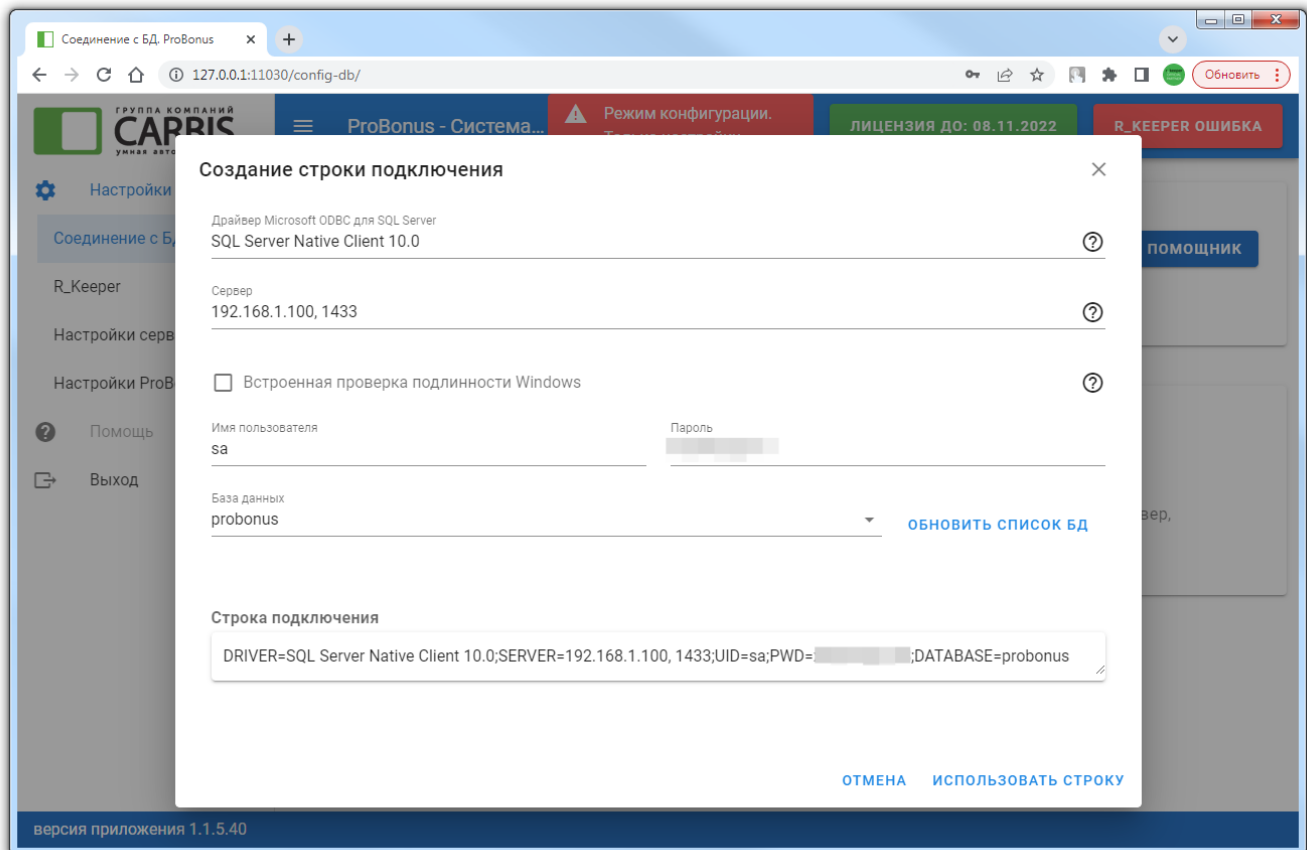 Соединение с БД. ProBonus
127.0.0.1:11030/config-db/
Обновить
ГРУППА КОМПАНИЙ
CARBIS
ProBonus - Система...
Режим конфигурации.
ЛИЦЕНЗИЯ ДО: 08.11.2022
R_KEEPER ОШИБКА
Создание строки подключения
Настройки
Драйвер Microsoft ODBC для SQL Server
SQL Server Native Client 10.0
Соединение с Б
ПОМОЩНИК
R_Keeper
Сервер
192.168.1.100, 1433
Настройки серв
Настройки ProB
Встроенная проверка подлинности Windows
Помощь
Имя пользователя
Пароль
sa
Выход
База данных
probonus
ОБНОВИТЬ СПИСОК БД
вер,
Строка подключения
DRIVER=SQL Server Native Client 10.0;SERVER=192.168.1.100, 1433;UID=sa;PWD= ;DATABASE=probonus
ОТМЕНА
ИСПОЛЬЗОВАТЬ СТРОКУ
версия приложения 1.1.5.40